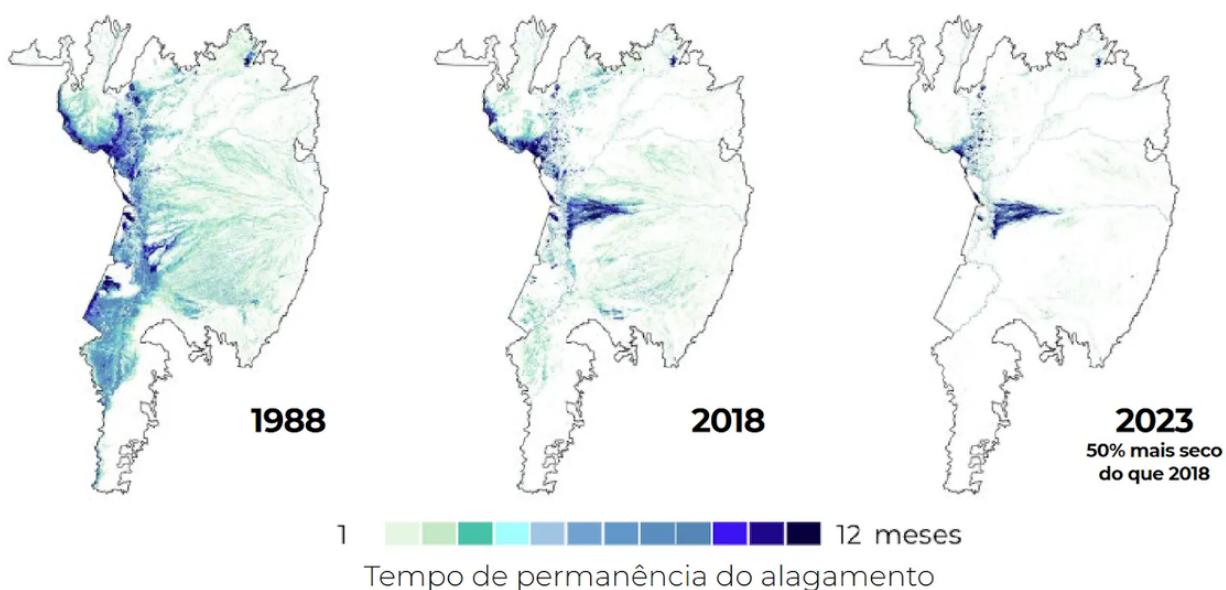 1988
2018
2023
50% mais seco
do que 2018
1
12 meses
Tempo de permanência do alagamento